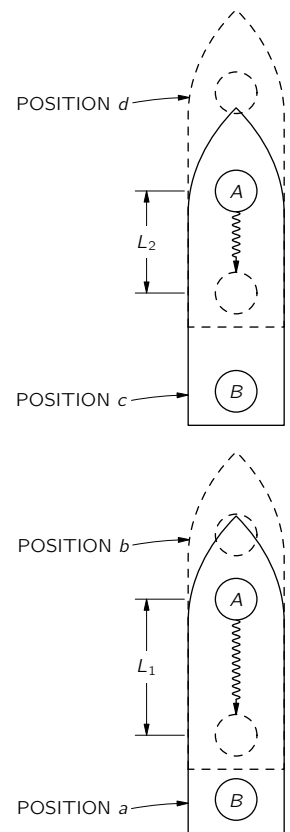 POSITION d
A
L₂
B
POSITION c
POSITION b
A
L₁
B
POSITION a